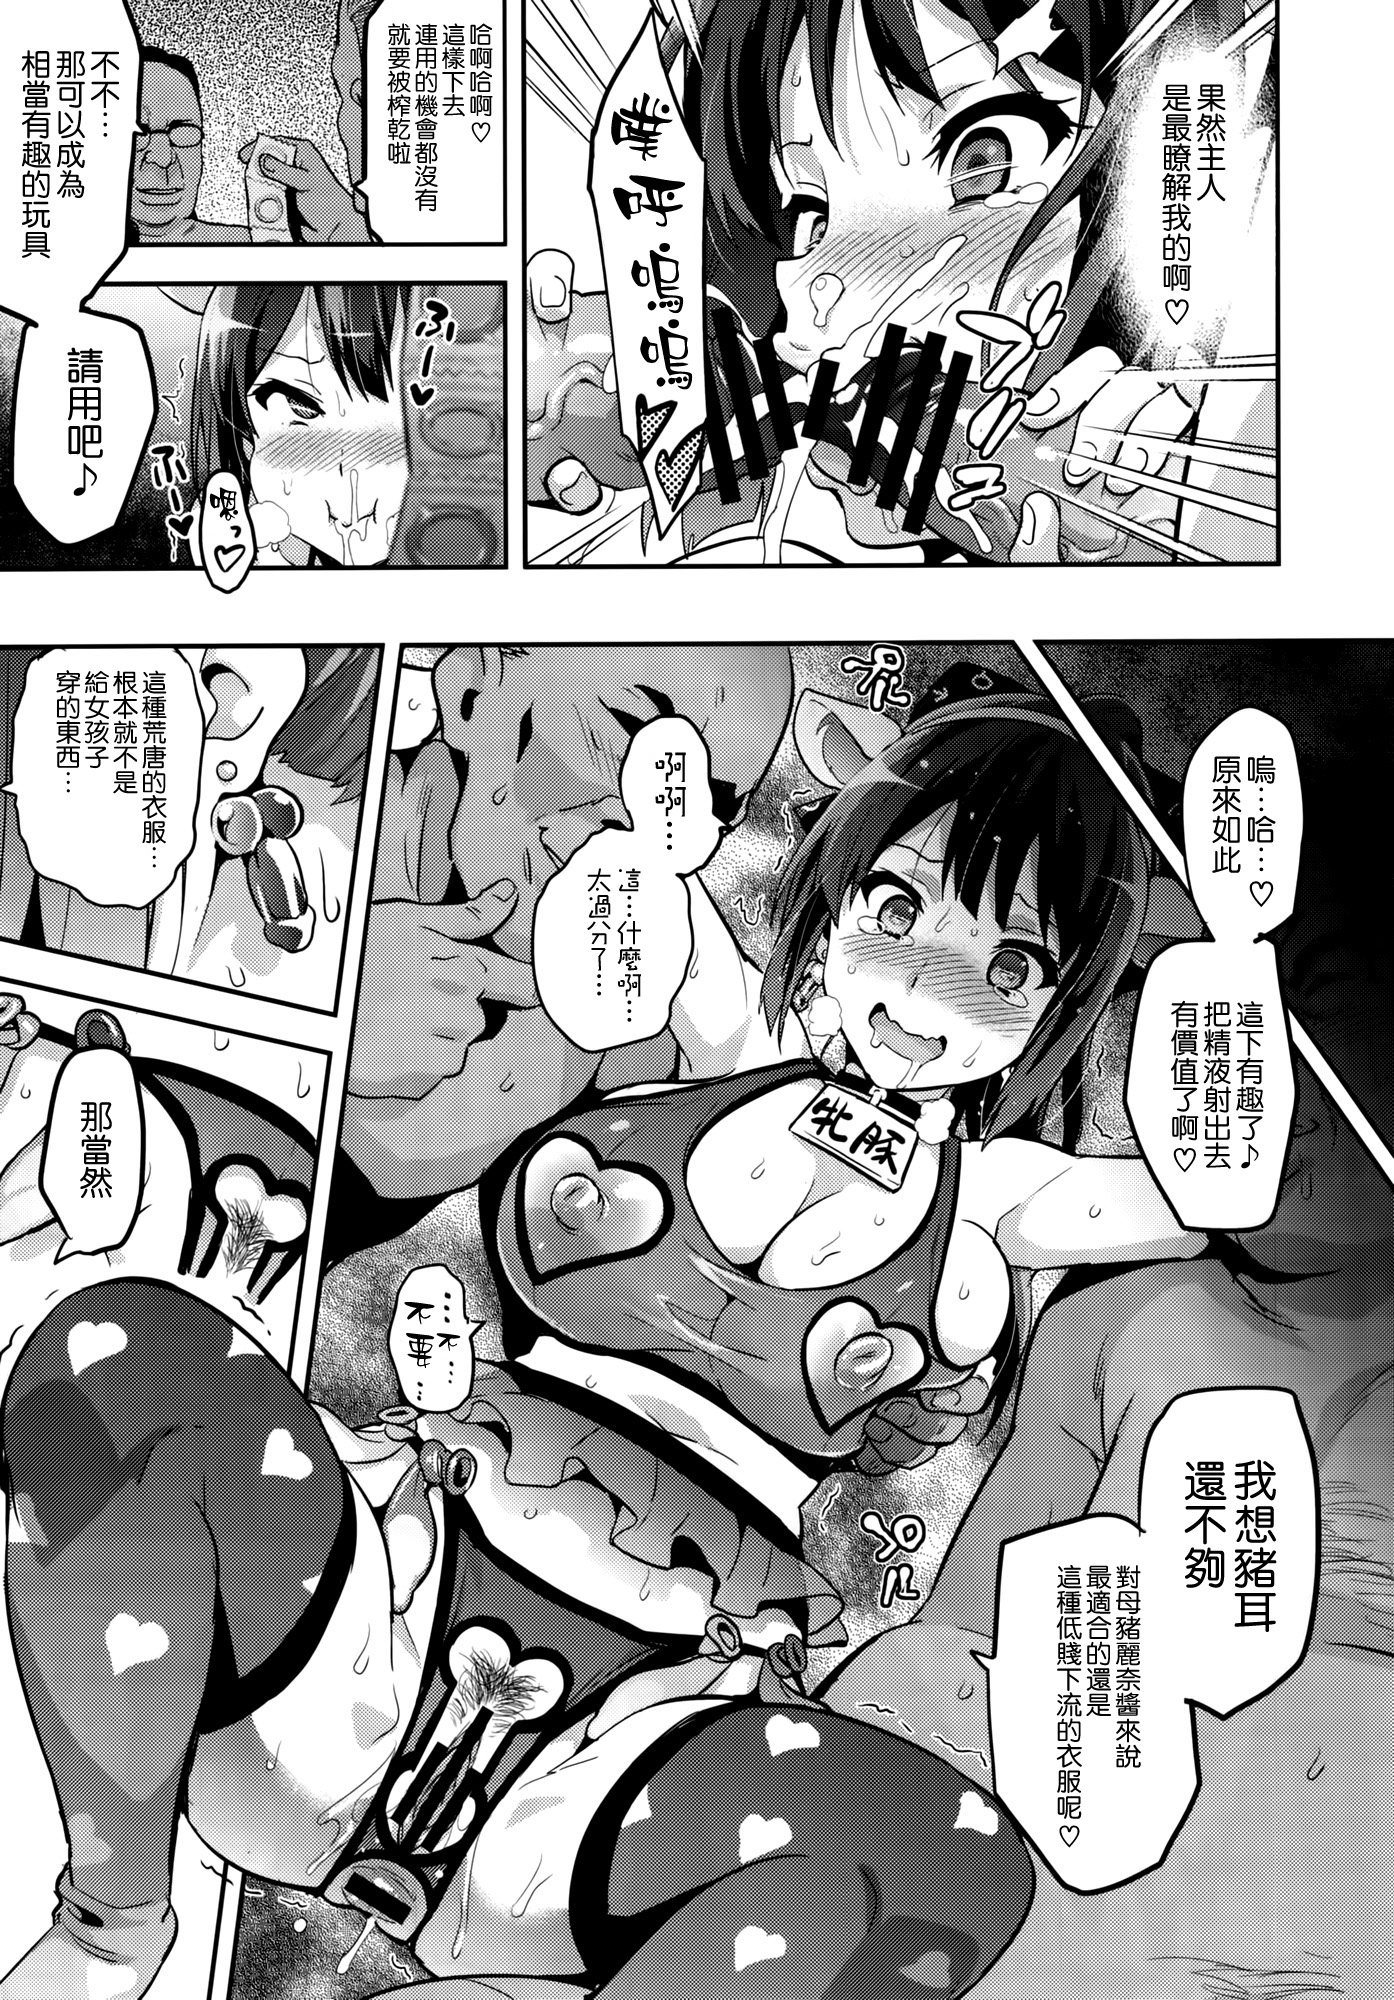 果然主人
是最瞭解我的啊♡
噗呼嗚嗚
哈啊哈啊♡
這樣下去
連用的機會都沒有
就要被榨乾啦
不不…
那可以成為
相當有趣的玩具
請用吧♪
ふーー♥
ふーー♥
嗯っ♡
嗚…哈…♡
原來如此
這下有趣了♪
把精液射出去
有價值了啊♡
啊啊…
這…什麼啊…
太過分了…
牝豚
我想豬耳
還不夠
對母豬麗奈醬來說
最適合的還是
這種低賤下流的衣服呢♡
這種荒唐的衣服…
根本就不是
給女孩子
穿的東西…
那當然
…不…
不要…